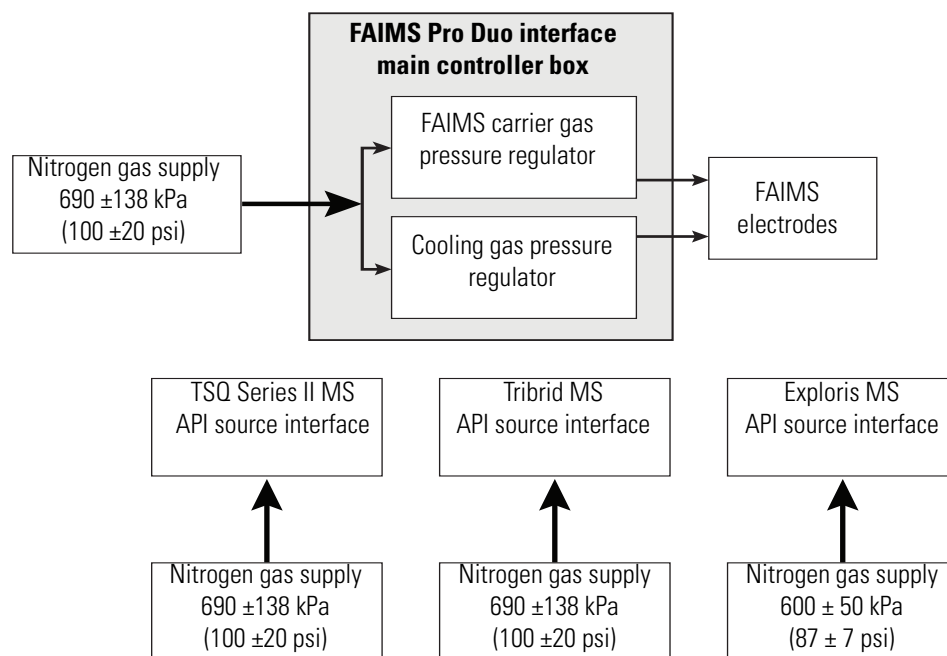 FAIMS Pro Duo interface
main controller box
FAIMS carrier gas
pressure regulator
Nitrogen gas supply
690 ±138 kPa
(100 ±20 psi)
FAIMS
electrodes
Cooling gas pressure
regulator
TSQ Series II MS
API source interface
Tribrid MS
API source interface
Exploris MS
API source interface
Nitrogen gas supply
690 ±138 kPa
(100 ±20 psi)
Nitrogen gas supply
690 ±138 kPa
(100 ±20 psi)
Nitrogen gas supply
600 ± 50 kPa
(87 ± 7 psi)